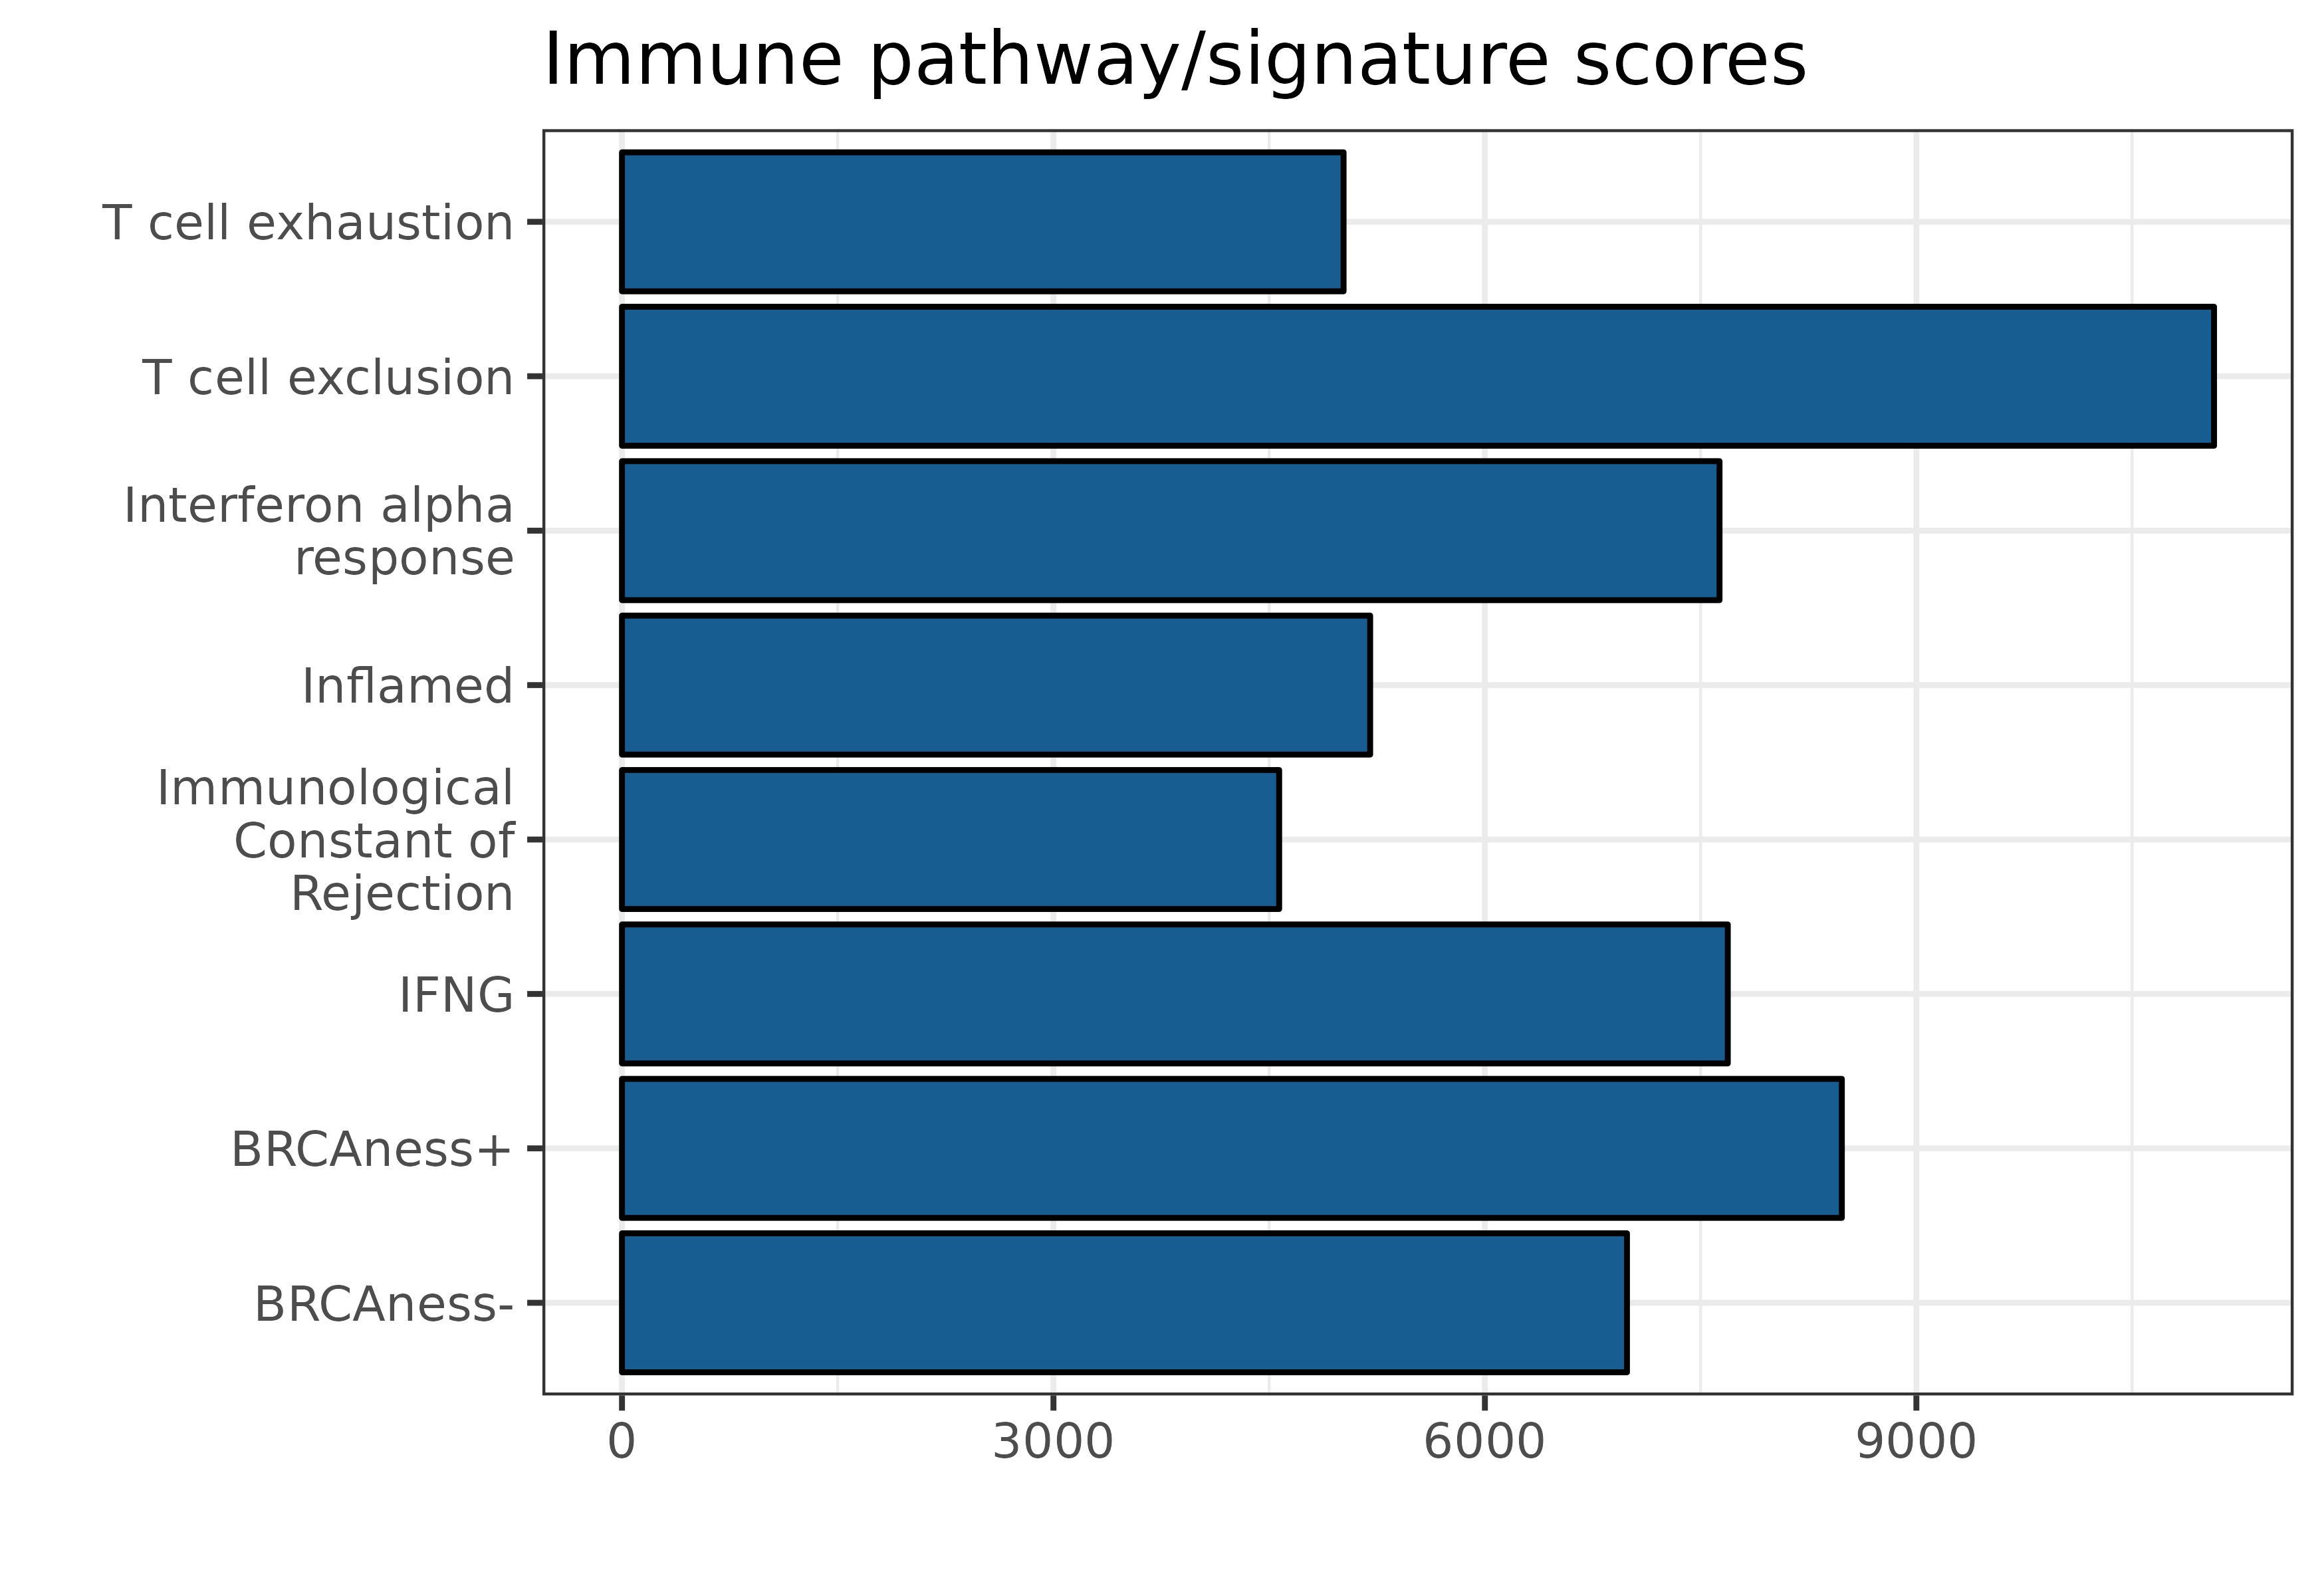 Immune pathway/signature scores
T cell exhaustion
T cell exclusion
Interferon alpha
response
Inflamed
Immunological
Constant of
Rejection
IFNG
BRCAness+
BRCAness-
0 3000 6000 9000